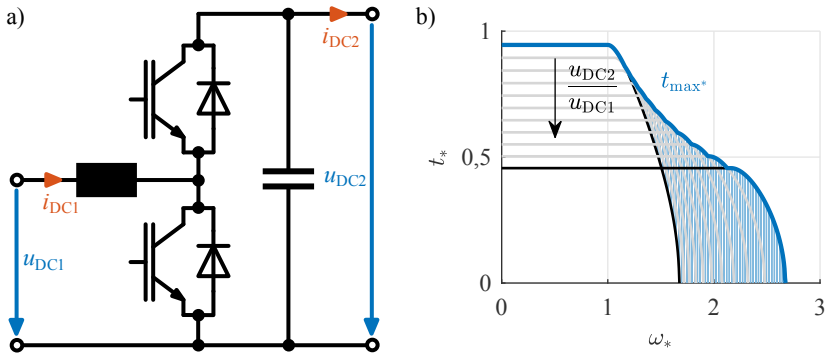 a)
i_DC2
i_DC1
u_DC2
u_DC1
b)
1
0,5
0
t_*
u_DC2
u_DC1
t_max*
0 1 2 3
ω_*